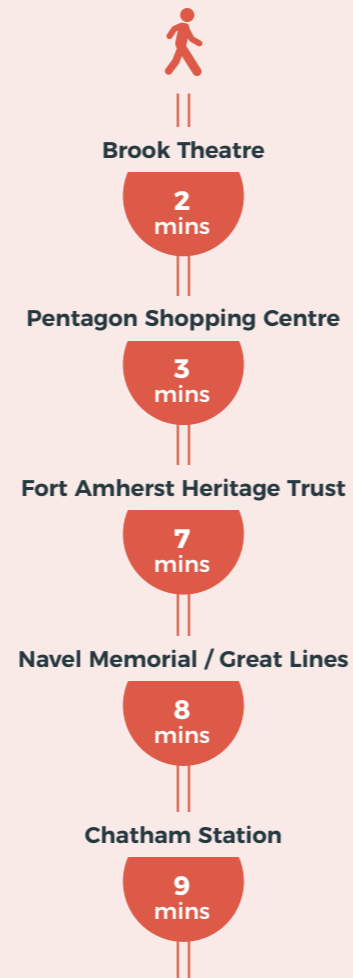 Brook Theatre
2
mins
Pentagon Shopping Centre
3
mins
Fort Amherst Heritage Trust
7
mins
Navel Memorial / Great Lines
8
mins
Chatham Station
9
mins